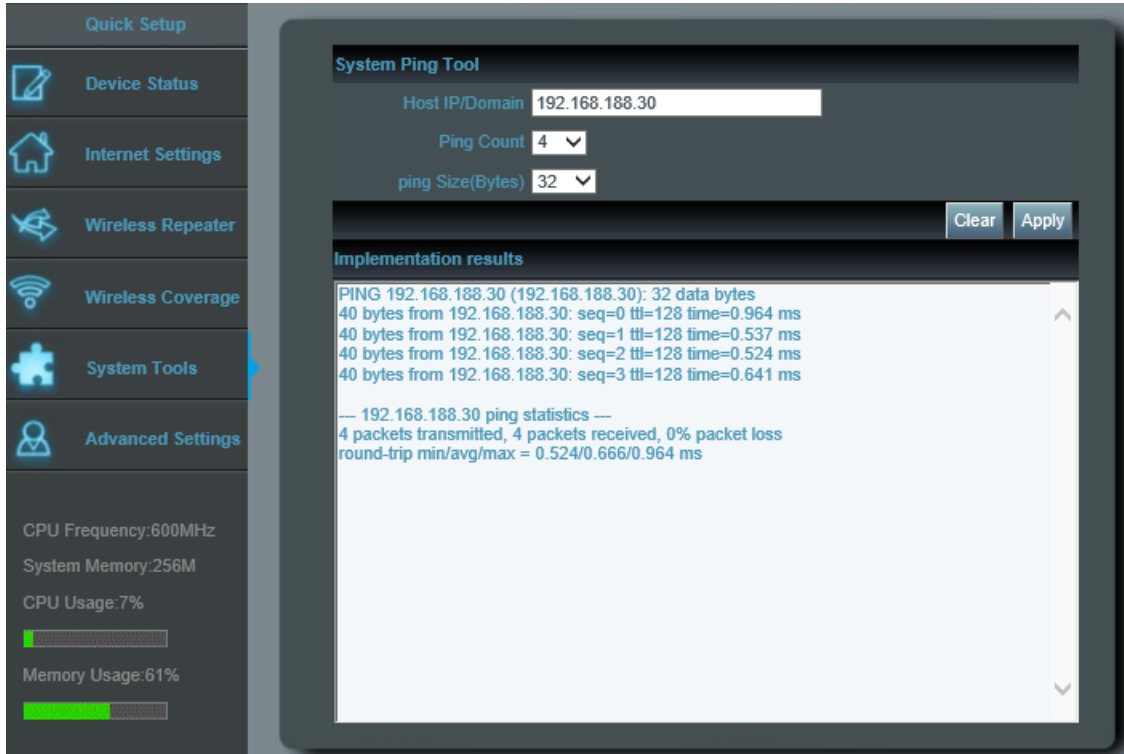 Quick Setup
Device Status
Internet Settings
Wireless Repeater
Wireless Coverage
System Tools
Advanced Settings
CPU Frequency:600MHz
System Memory:256M
CPU Usage:7%
Memory Usage:61%
System Ping Tool
Host IP/Domain 192.168.188.30
Ping Count 4
ping Size(Bytes) 32
Clear Apply
Implementation results
PING 192.168.188.30 (192.168.188.30): 32 data bytes
40 bytes from 192.168.188.30: seq=0 ttl=128 time=0.964 ms
40 bytes from 192.168.188.30: seq=1 ttl=128 time=0.537 ms
40 bytes from 192.168.188.30: seq=2 ttl=128 time=0.524 ms
40 bytes from 192.168.188.30: seq=3 ttl=128 time=0.641 ms
--- 192.168.188.30 ping statistics ---
4 packets transmitted, 4 packets received, 0% packet loss
round-trip min/avg/max = 0.524/0.666/0.964 ms